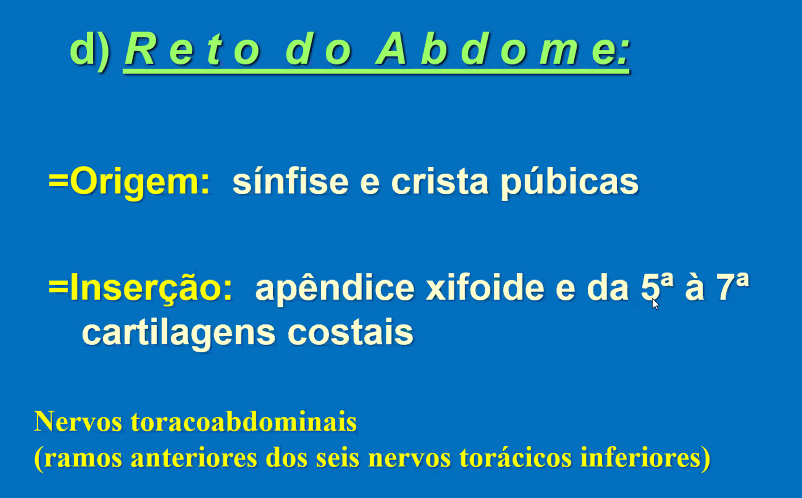 d) R e t o  d o  A b d o m e:
=Origem: sínfise e crista púbicas
=Inserção: apêndice xifoide e da 5ª à 7ª
cartilagens costais
Nervos toracoabdominais
(ramos anteriores dos seis nervos torácicos inferiores)